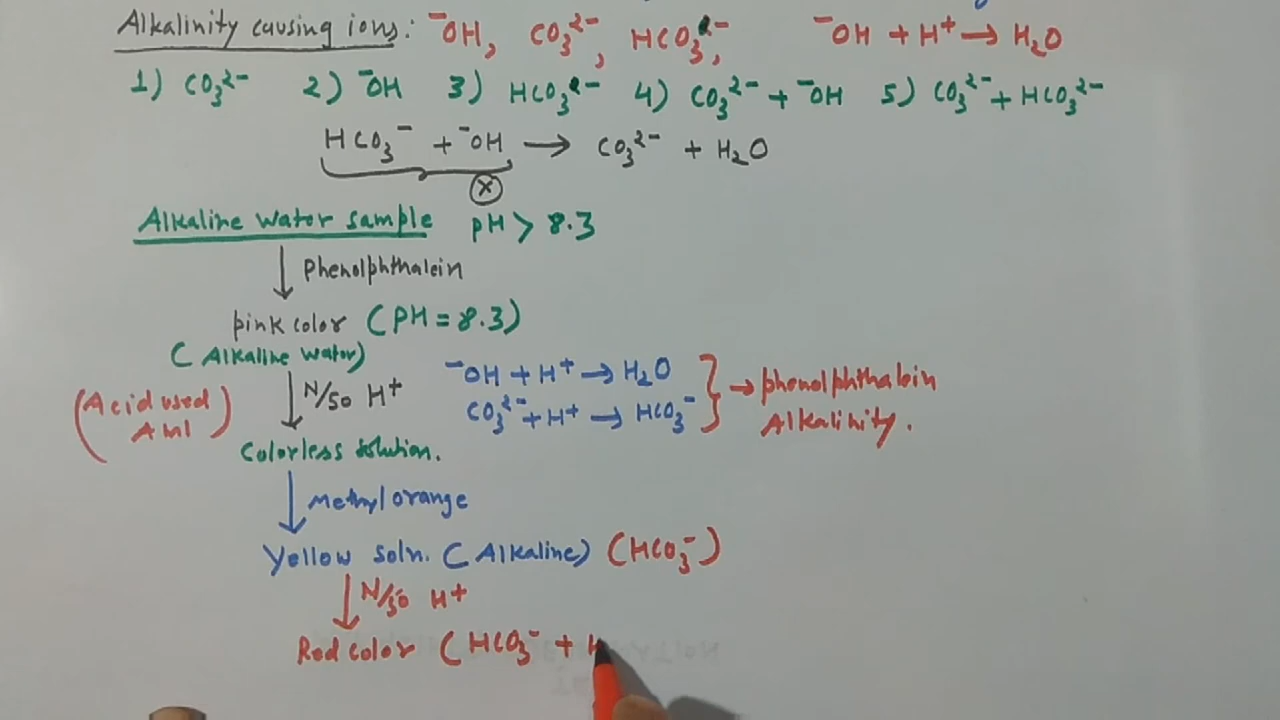 Alkalinity causing ions: ⁻OH, CO₃²⁻, HCO₃²⁻, ⁻OH + H⁺ → H₂O
1) CO₃²⁻ 2) ⁻OH 3) HCO₃⁻ 4) CO₃²⁻ + ⁻OH 5) CO₃²⁻ + HCO₃²⁻
HCO₃⁻ + ⁻OH → CO₃²⁻ + H₂O
X
Alkaline water sample pH > 8.3
↓ Phenolphthalein
pink color (PH = 8.3)
(Alkaline water)
↓ N/50 H⁺ ⁻OH + H⁺ → H₂O } → phenolphthalein
(Acid used A ml) CO₃²⁻ + H⁺ → HCO₃⁻ Alkalinity.
Colorless solution.
↓ Methyl orange
Yellow soln. (Alkaline) (HCO₃⁻)
↓ N/50 H⁺
Red color (HCO₃⁻ + H